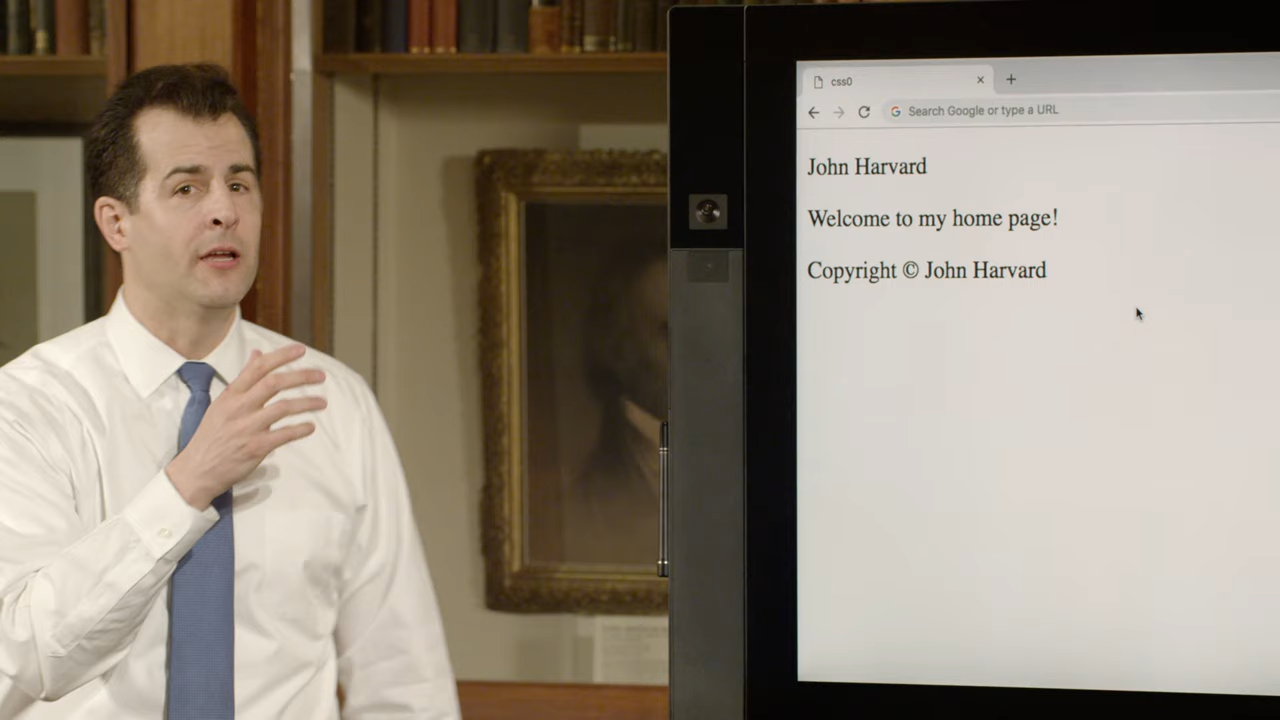 css0
Search Google or type a URL
John Harvard
Welcome to my home page!
Copyright © John Harvard